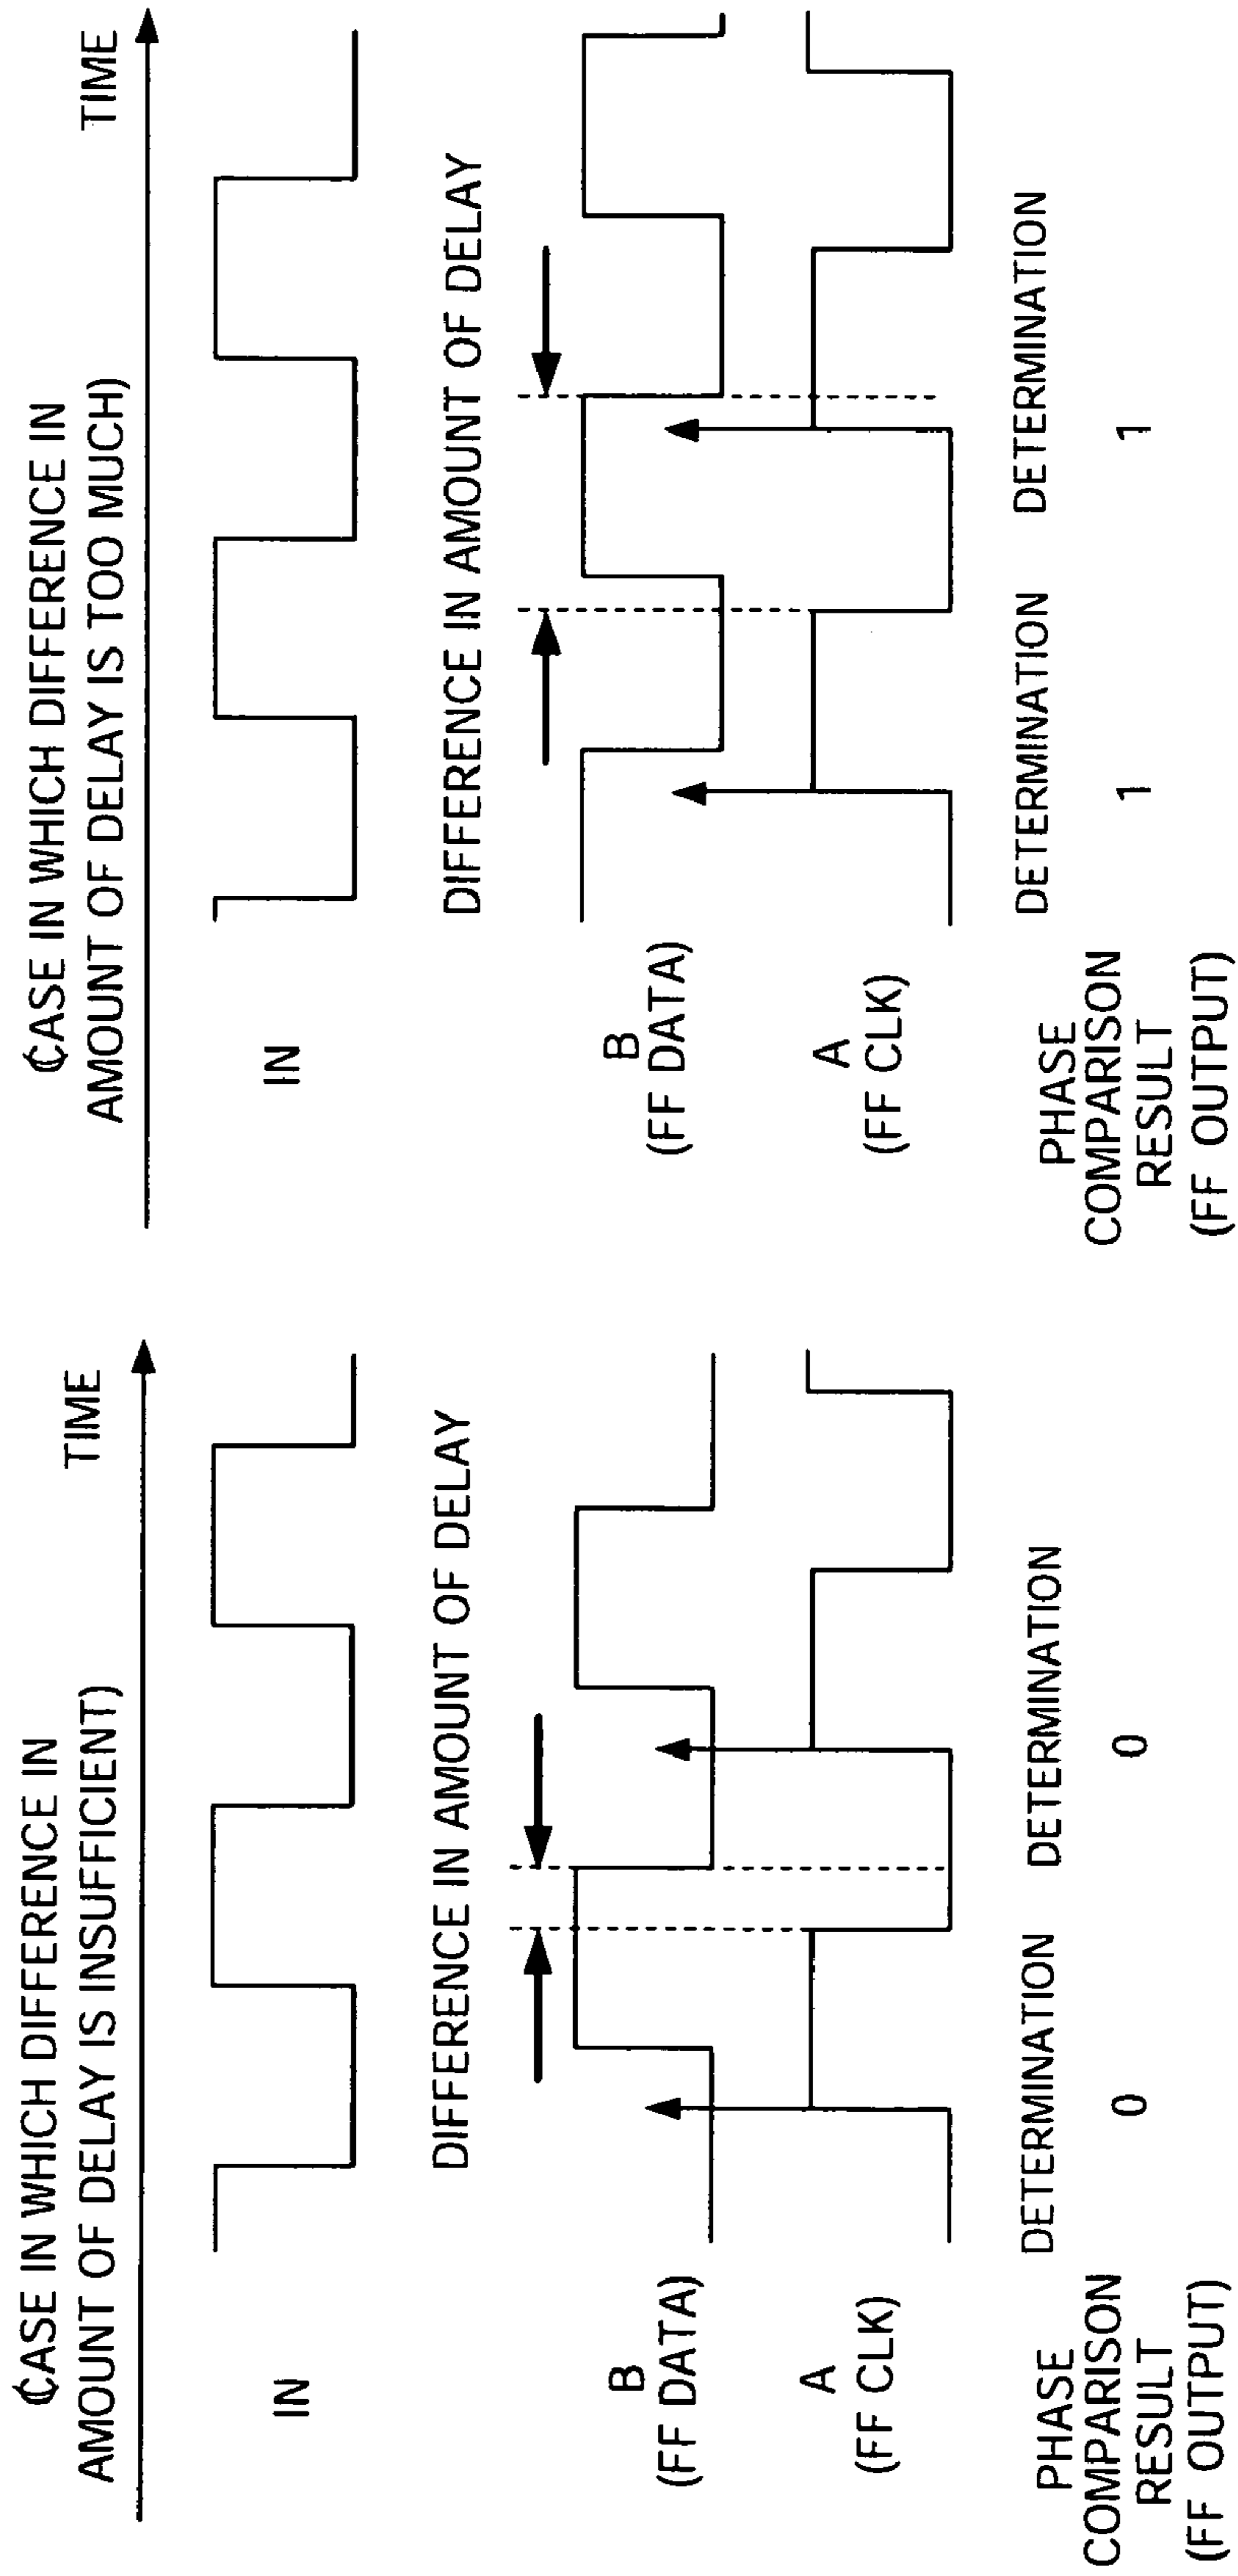 (CASE IN WHICH DIFFERENCE IN
AMOUNT OF DELAY IS INSUFFICIENT)
TIME
IN
DIFFERENCE IN AMOUNT OF DELAY
B
(FF DATA)
A
(FF CLK)
DETERMINATION DETERMINATION
PHASE
COMPARISON
RESULT
(FF OUTPUT)
0 0
(CASE IN WHICH DIFFERENCE IN
AMOUNT OF DELAY IS TOO MUCH)
TIME
IN
DIFFERENCE IN AMOUNT OF DELAY
B
(FF DATA)
A
(FF CLK)
DETERMINATION DETERMINATION
PHASE
COMPARISON
RESULT
(FF OUTPUT)
1 1